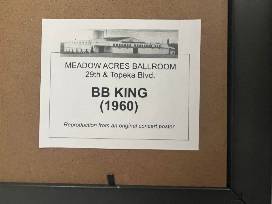 MEADOW ACRES BALLROOM
29th & Topeka Blvd.
BB KING
(1960)
Reproduction from an original concert poster